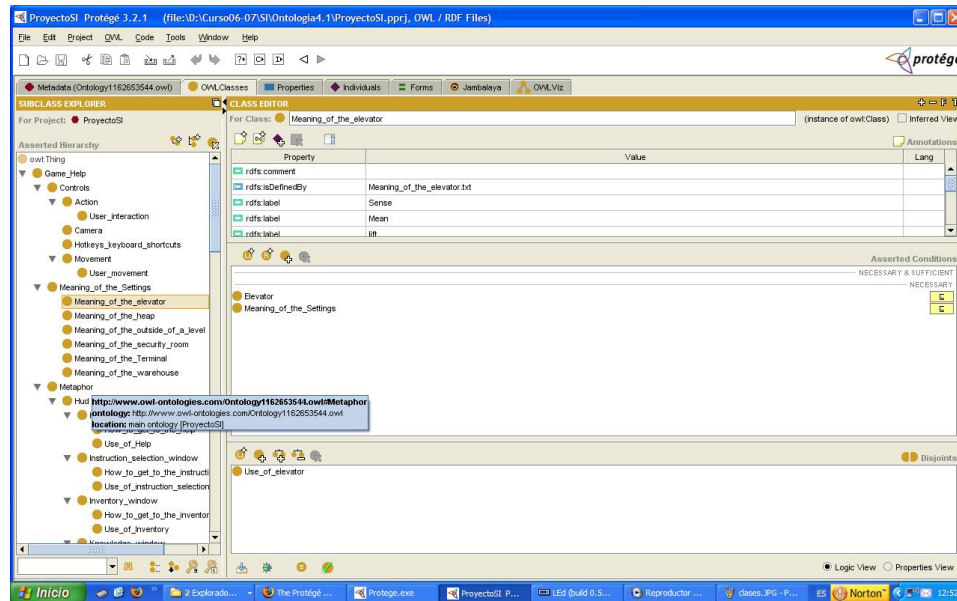 ProyectoSI Protégé 3.2.1 (file:\D:\Curso06-07\SI\Ontologia4.1\ProyectoSI.pprj, OWL / RDF Files)
File Edit Project OWL Code Tools Window Help
protégé
Metadata (Ontology1162653544.owl) OWLClasses Properties Individuals Forms Jambalaya OWLViz
SUBCLASS EXPLORER
For Project: ProyectoSI
Asserted Hierarchy
owl:Thing
Game_Help
Controls
Action
User_interaction
Camera
Hotkeys_keyboard_shortcuts
Movement
User_movement
Meaning_of_the_Settings
Meaning_of_the_elevator
Meaning_of_the_heap
Meaning_of_the_outside_of_a_level
Meaning_of_the_security_room
Meaning_of_the_Terminal
Meaning_of_the_warehouse
Metaphor
Hud
http://www.owl-ontologies.com/Ontology1162653544.owl#Metaphor
ontology: http://www.owl-ontologies.com/Ontology1162653544.owl
location: main ontology [ProyectoSI]
Use_of_Help
Instruction_selection_window
How_to_get_to_the_instructi
Use_of_instruction_selection
Inventory_window
How_to_get_to_the_inventor
Use_of_Inventory
CLASS EDITOR
For Class: Meaning_of_the_elevator (instance of owl:Class) Inferred View
Annotations
Property Value Lang
rdfs:comment
rdfs:isDefinedBy Meaning_of_the_elevator.txt
rdfs:label Sense
rdfs:label Mean
rdfs:label lift
Asserted Conditions
NECESSARY & SUFFICIENT
NECESSARY
Elevator
Meaning_of_the_Settings
Disjoints
Use_of_elevator
Logic View Properties View
Inicio 2 Explorado... The Protégé ... Protege.exe ProyectoSI P... LEd (build 0.5... Reproductor ... clases.JPG - P... ES Norton 12:52